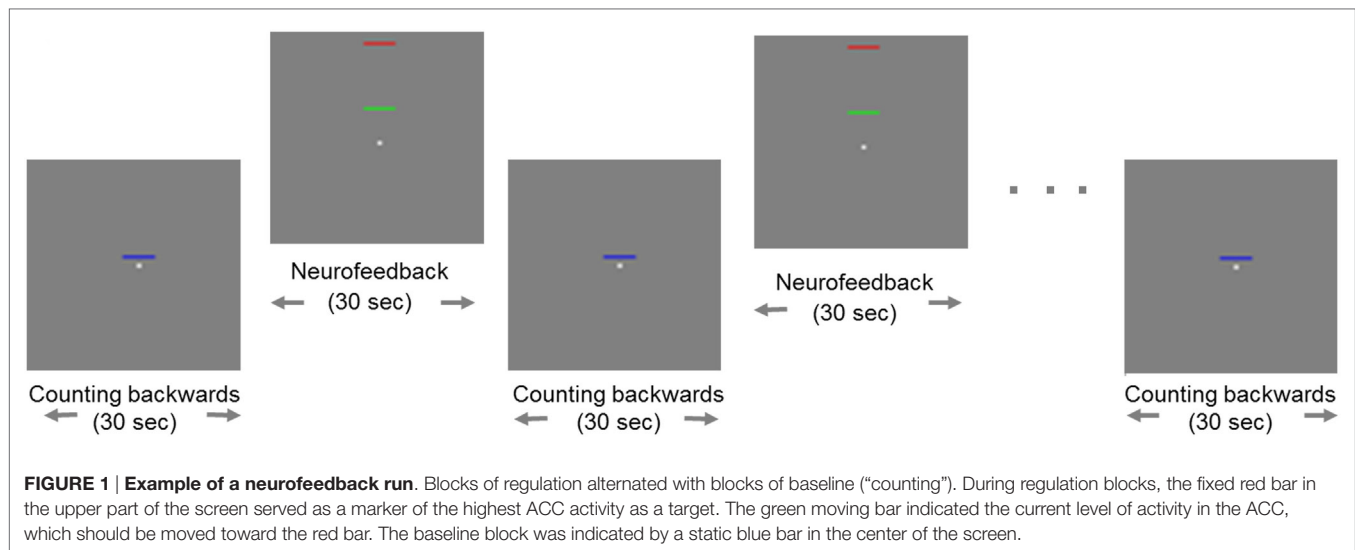 Neurofeedback
(30 sec)
Neurofeedback
(30 sec)
Counting backwards
(30 sec)
Counting backwards
(30 sec)
Counting backwards
(30 sec)
FIGURE 1 | Example of a neurofeedback run. Blocks of regulation alternated with blocks of baseline (“counting”). During regulation blocks, the fixed red bar in
the upper part of the screen served as a marker of the highest ACC activity as a target. The green moving bar indicated the current level of activity in the ACC,
which should be moved toward the red bar. The baseline block was indicated by a static blue bar in the center of the screen.